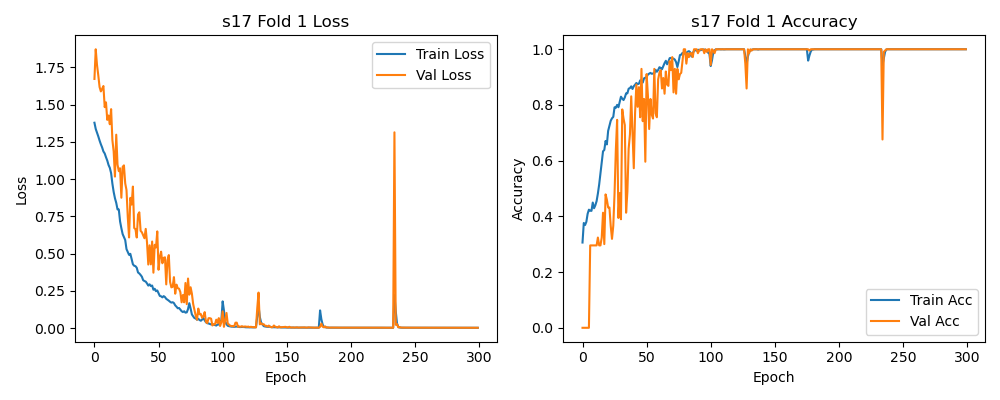 s17 Fold 1 Loss
Train Loss
Val Loss
Loss
1.75
1.50
1.25
1.00
0.75
0.50
0.25
0.00
0 50 100 150 200 250 300
Epoch
s17 Fold 1 Accuracy
Accuracy
1.0
0.8
0.6
0.4
0.2
0.0
Train Acc
Val Acc
0 50 100 150 200 250 300
Epoch